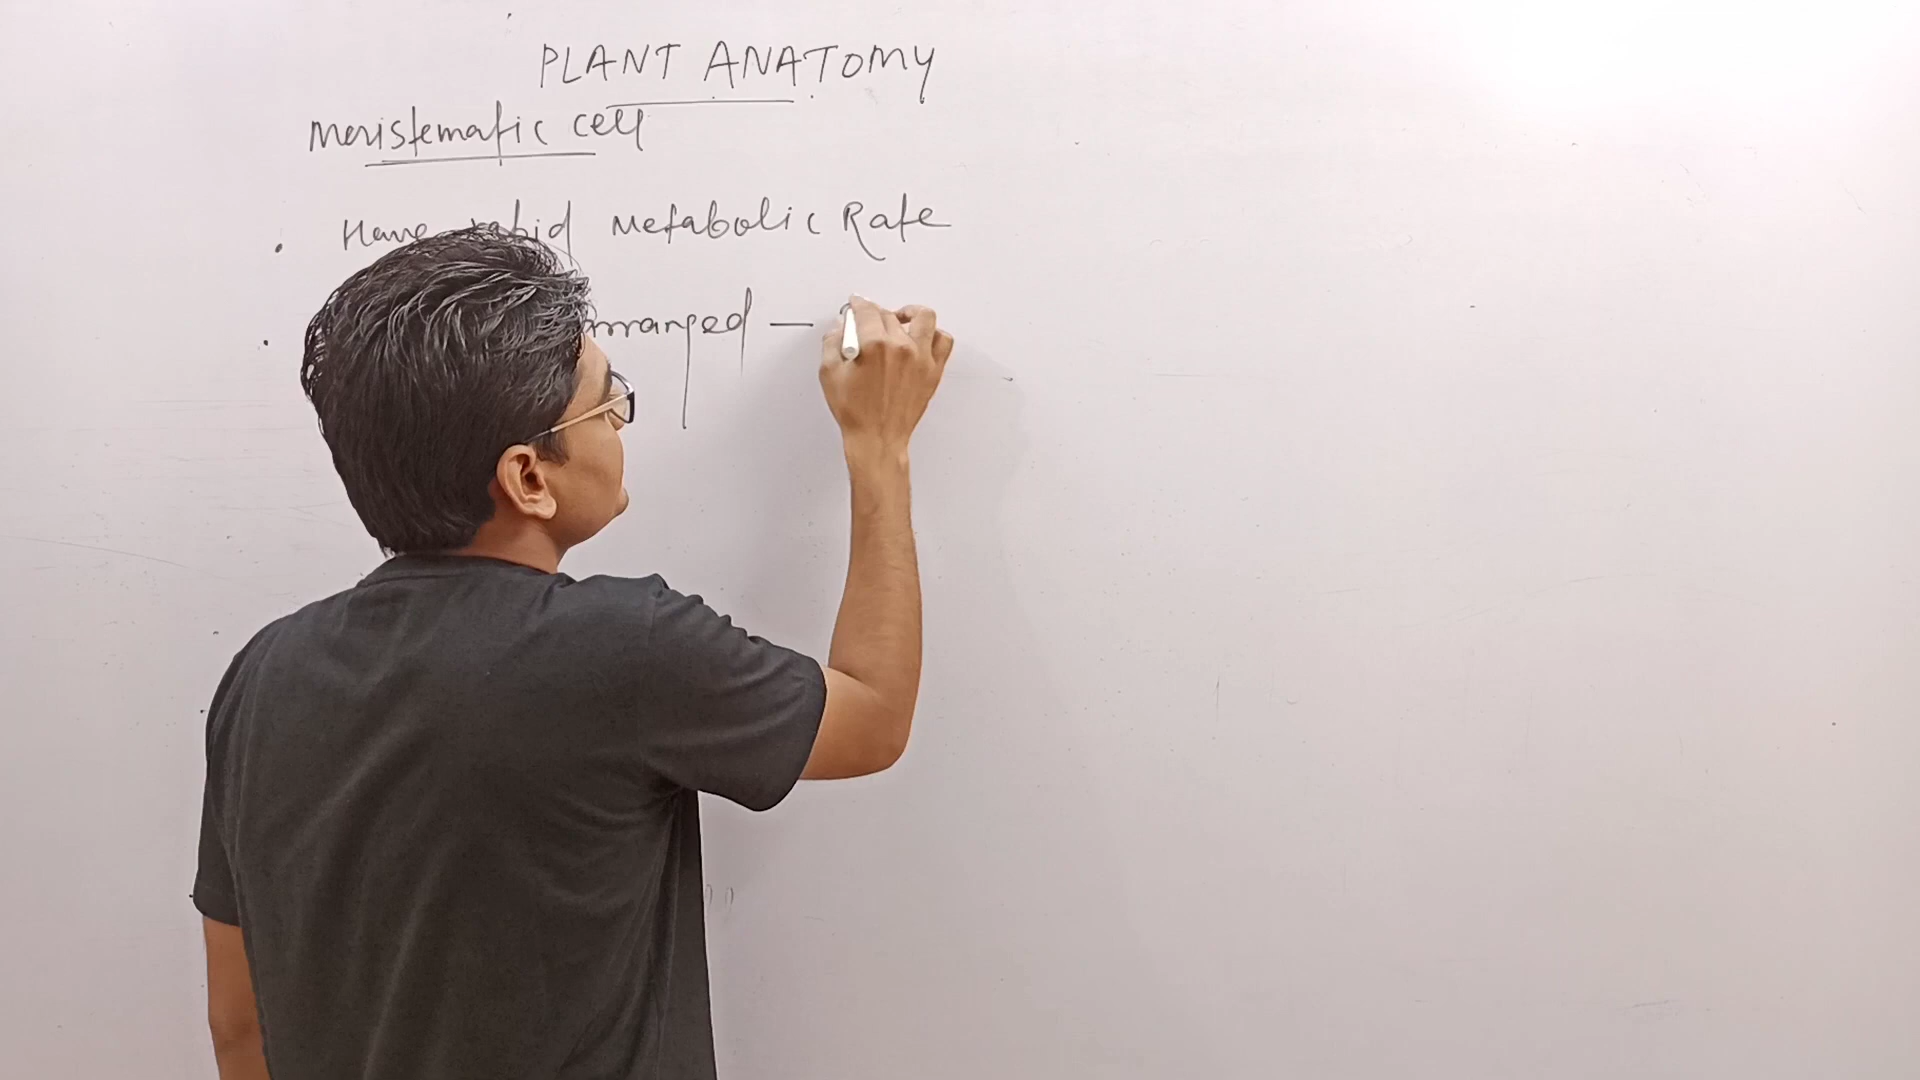 PLANT ANATOMY
Meristematic cell
. Have rapid Metabolic Rate
. arranged —